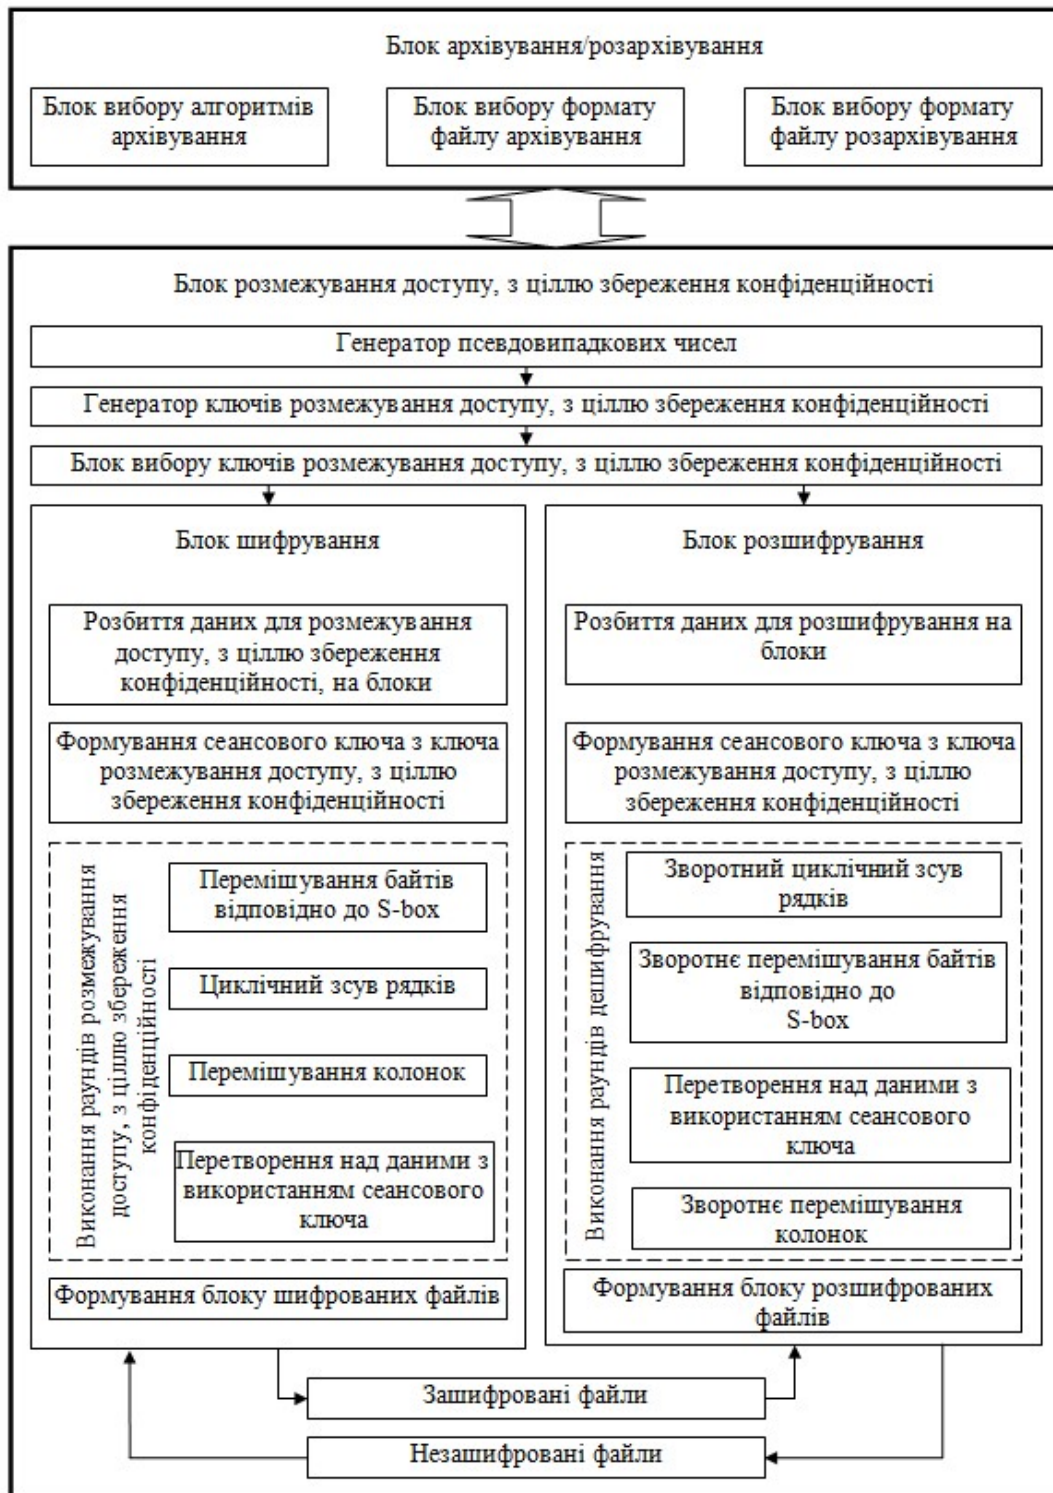 Блок архівування/розархівування
Блок вибору алгоритмів
архівування
Блок вибору формату
файлу архівування
Блок вибору формату
файлу розархівування
Блок розмежування доступу, з ціллю збереження конфіденційності
Генератор псевдовипадкових чисел
Генератор ключів розмежування доступу, з ціллю збереження конфіденційності
Блок вибору ключів розмежування доступу, з ціллю збереження конфіденційності
Блок шифрування
Розбиття даних для розмежування
доступу, з ціллю збереження
конфіденційності, на блоки
Формування сеансового ключа з ключа
розмежування доступу, з ціллю
збереження конфіденційності
Виконання раундів розмежування
доступу, з ціллю збереження
конфіденційності
Перемішування байтів
відповідно до S-box
Циклічний зсув рядків
Перемішування колонок
Перетворення над даними з
використанням сеансового
ключа
Формування блоку шифрованих файлів
Блок розшифрування
Розбиття даних для розшифрування на
блоки
Формування сеансового ключа з ключа
розмежування доступу, з ціллю
збереження конфіденційності
Виконання раундів дешифрування
Зворотний циклічний зсув
рядків
Зворотнє перемішування байтів
відповідно до
S-box
Перетворення над даними з
використанням сеансового
ключа
Зворотнє перемішування
колонок
Формування блоку розшифрованих
файлів
Зашифровані файли
Незашифровані файли